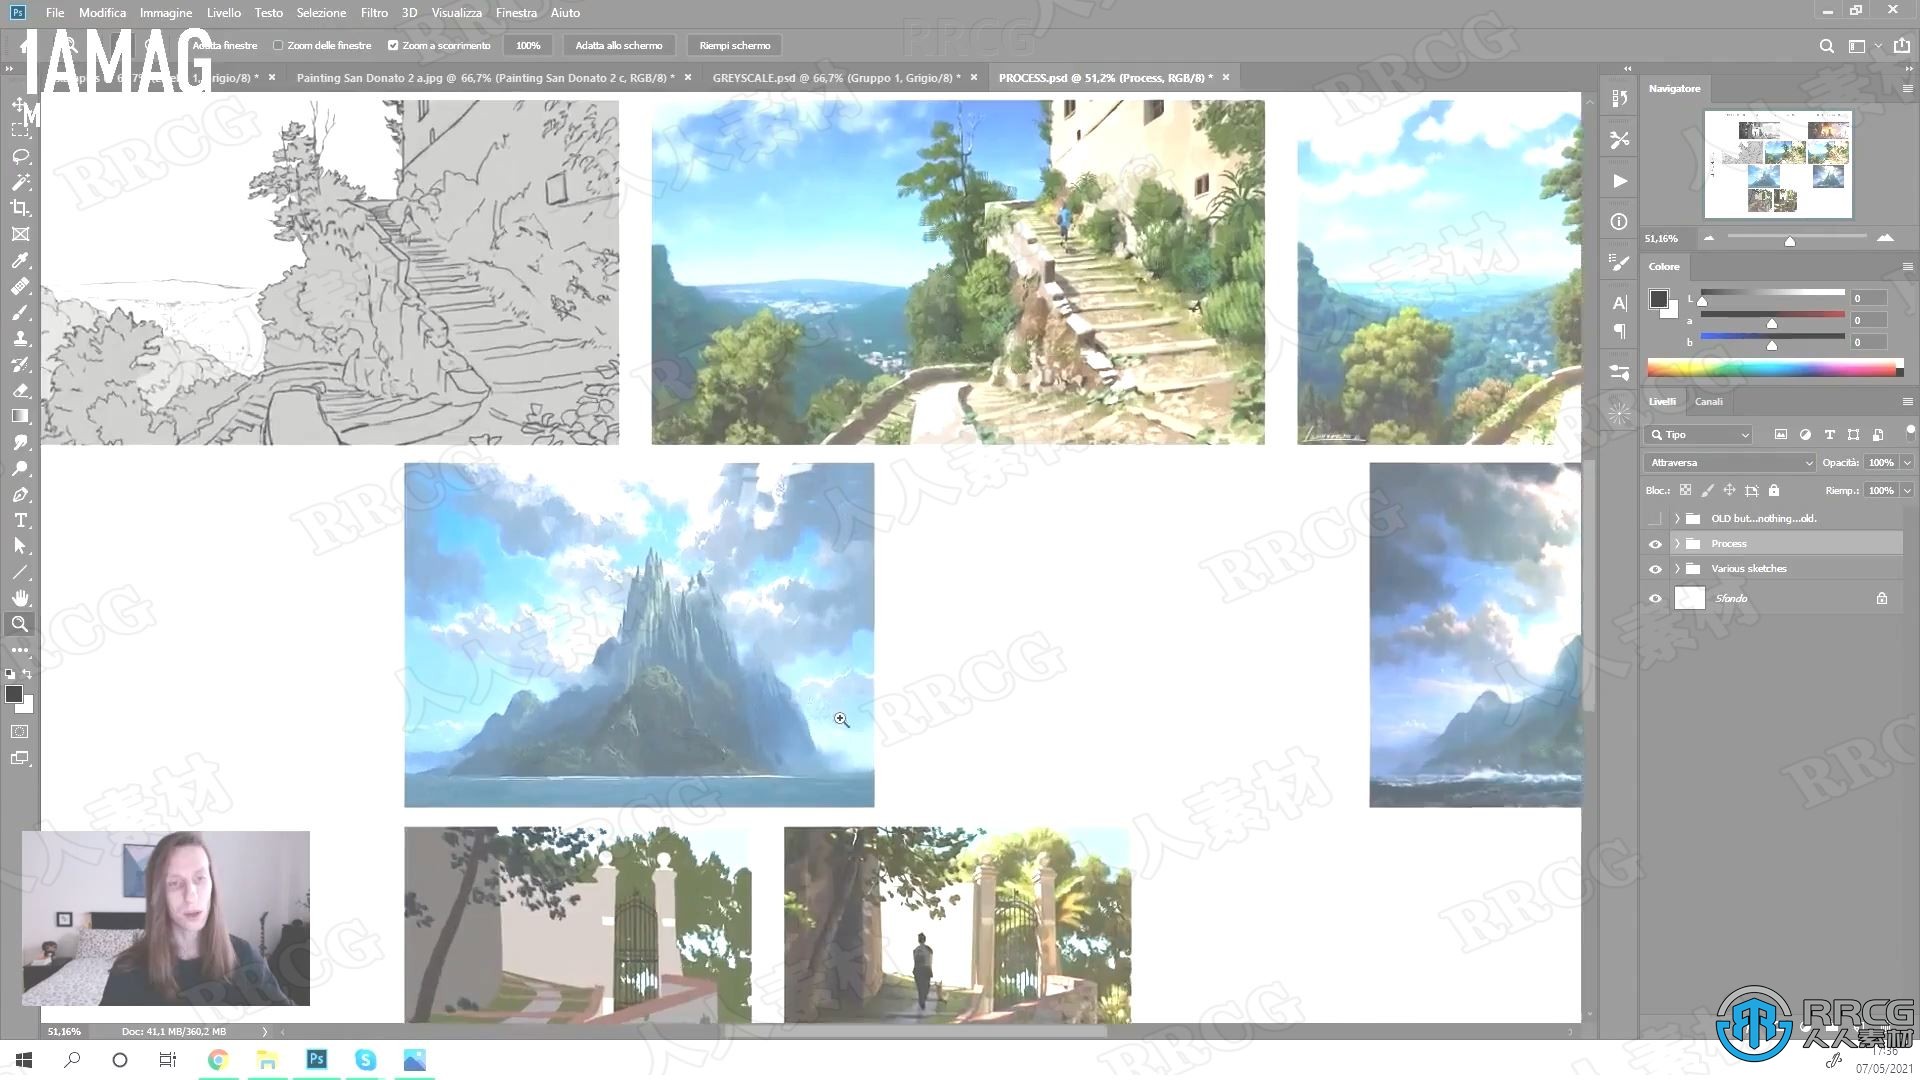 Ps File Modifica Immagine Livello Testo Selezione Filtro 3D Visualizza Finestra Aiuto
Adatta finestre Zoom delle finestre Zoom a scorrimento 100% Adatta allo schermo Riempi schermo
IAMAG
M
1, Grigio/8) * × Painting San Donato 2 a.jpg @ 66,7% (Painting San Donato 2 c, RGB/8) * × GREYSCALE.psd @ 66,7% (Gruppo 1, Grigio/8) * × PROCESS.psd @ 51,2% (Process, RGB/8) * ×
Navigatore
51,16%
Colore
L 0
a 0
b 0
Livelli Canali
Tipo
Attraversa Opacità: 100%
Bloc.: Riemp.: 100%
OLD but...nothing...old.
Process
Various sketches
Sfondo
51,16% Doc: 41,1 MB/360,2 MB
17:36
07/05/2021
RRCG
人人素材